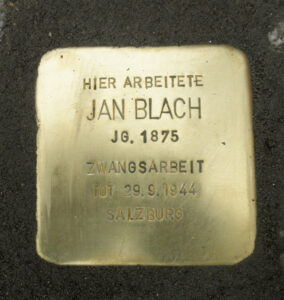 HIER ARBEITETE
JAN BLACH
JG. 1875
ZWANGSARBEIT
TOT 29.9.1944
SALZBURG